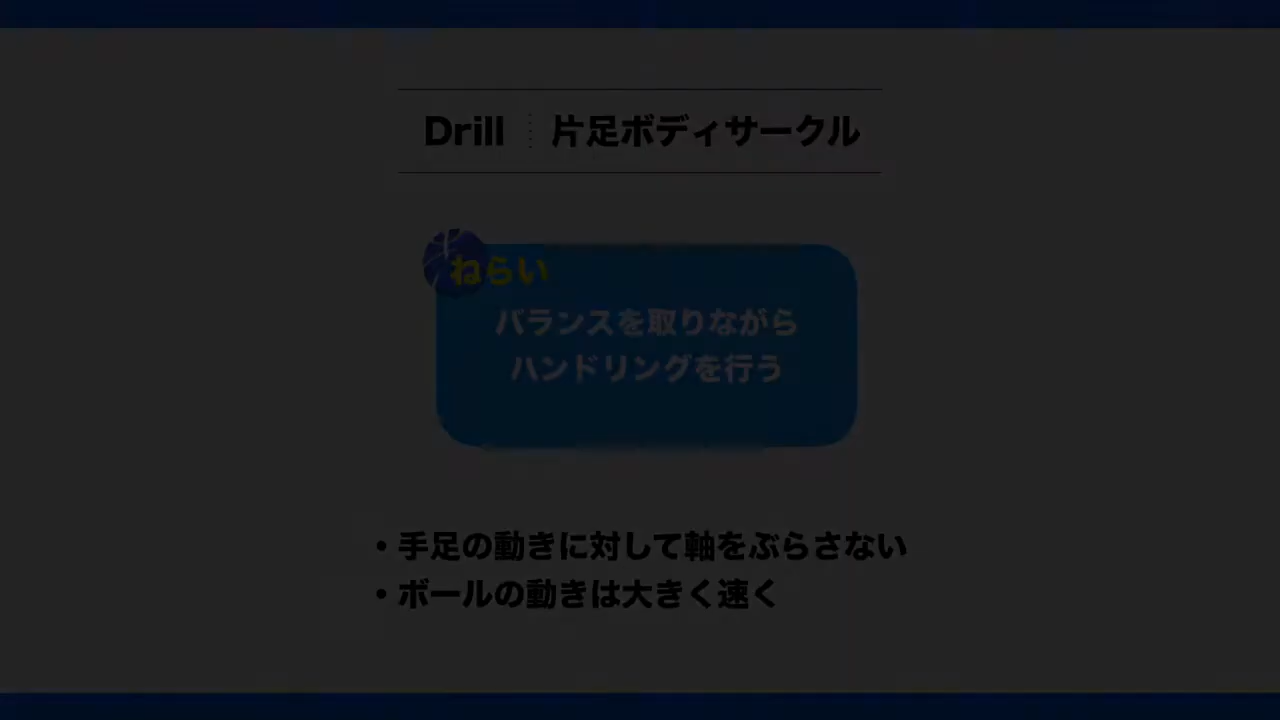 Drill 片足ボディサークル
ねらい
バランスを取りながら
ハンドリングを行う
・手足の動きに対して軸をぶらさない
・ボールの動きは大きく速く